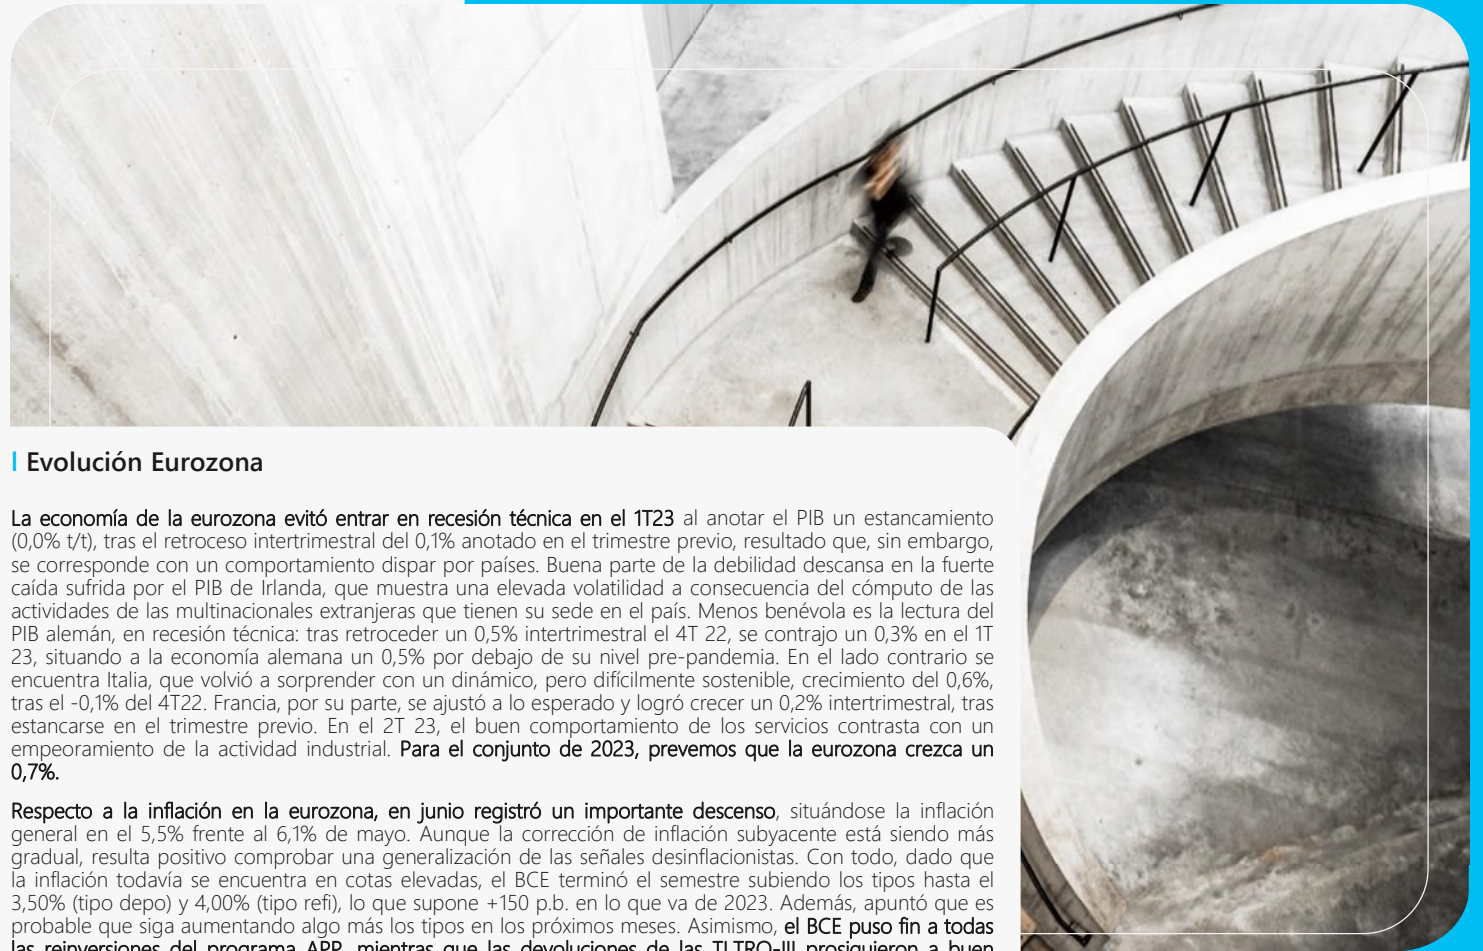 Evolución Eurozona
La economía de la eurozona evitó entrar en recesión técnica en el 1T23 al anotar el PIB un estancamiento
(0,0% t/t), tras el retroceso intertrimestral del 0,1% anotado en el trimestre previo, resultado que, sin embargo,
se corresponde con un comportamiento dispar por países. Buena parte de la debilidad descansa en la fuerte
caída sufrida por el PIB de Irlanda, que muestra una elevada volatilidad a consecuencia del cómputo de las
actividades de las multinacionales extranjeras que tienen su sede en el país. Menos benévola es la lectura del
PIB alemán, en recesión técnica: tras retroceder un 0,5% intertrimestral el 4T 22, se contrajo un 0,3% en el 1T
23, situando a la economía alemana un 0,5% por debajo de su nivel pre-pandemia. En el lado contrario se
encuentra Italia, que volvió a sorprender con un dinámico, pero difícilmente sostenible, crecimiento del 0,6%,
tras el -0,1% del 4T22. Francia, por su parte, se ajustó a lo esperado y logró crecer un 0,2% intertrimestral, tras
estancarse en el trimestre previo. En el 2T 23, el buen comportamiento de los servicios contrasta con un
empeoramiento de la actividad industrial. Para el conjunto de 2023, prevemos que la eurozona crezca un
0,7%.
Respecto a la inflación en la eurozona, en junio registró un importante descenso, situándose la inflación
general en el 5,5% frente al 6,1% de mayo. Aunque la corrección de inflación subyacente está siendo más
gradual, resulta positivo comprobar una generalización de las señales desinflacionistas. Con todo, dado que
la inflación todavía se encuentra en cotas elevadas, el BCE terminó el semestre subiendo los tipos hasta el
3,50% (tipo depo) y 4,00% (tipo refi), lo que supone +150 p.b. en lo que va de 2023. Además, apuntó que es
probable que siga aumentando algo más los tipos en los próximos meses. Asimismo, el BCE puso fin a todas
las reinversiones del programa APP, mientras que las devoluciones de las TLTRO-III prosiguieron a buen